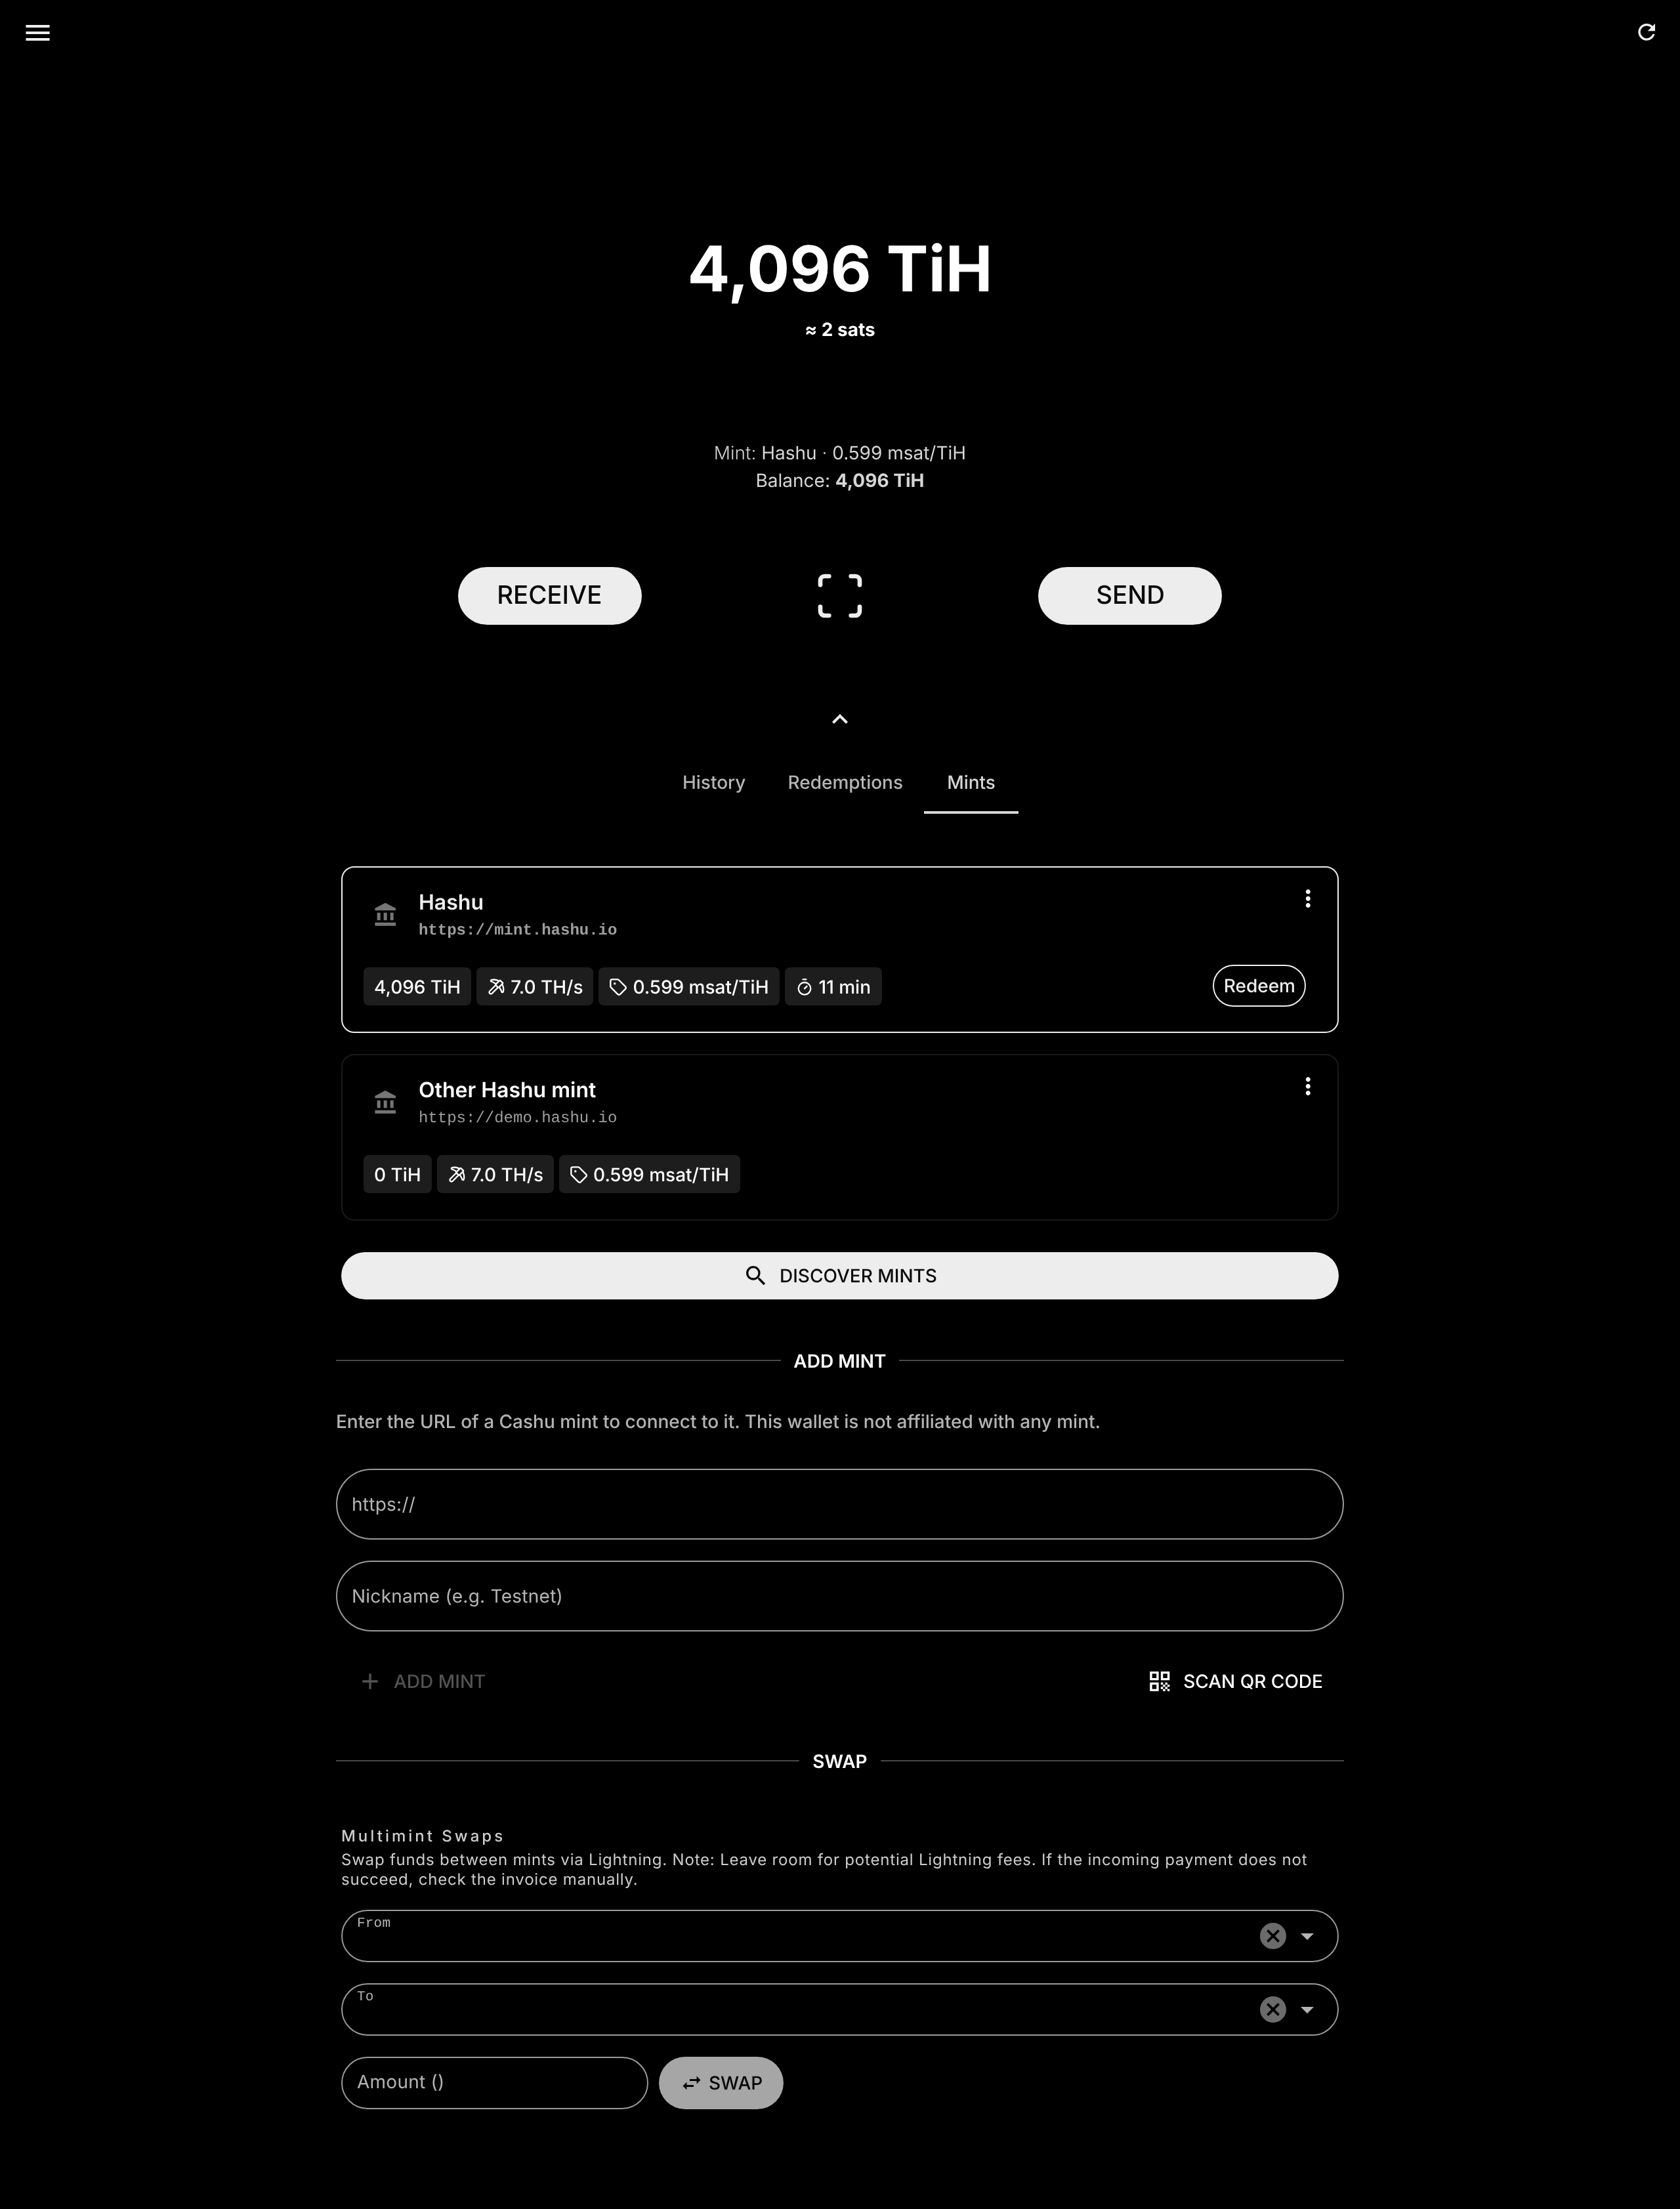 4,096 TiH
≈ 2 sats
Mint: Hashu · 0.599 msat/TiH
Balance: 4,096 TiH
RECEIVE
SEND
History Redemptions Mints
Hashu
https://mint.hashu.io
4,096 TiH 7.0 TH/s 0.599 msat/TiH 11 min Redeem
Other Hashu mint
https://demo.hashu.io
0 TiH 7.0 TH/s 0.599 msat/TiH
DISCOVER MINTS
ADD MINT
Enter the URL of a Cashu mint to connect to it. This wallet is not affiliated with any mint.
https://
Nickname (e.g. Testnet)
ADD MINT SCAN QR CODE
SWAP
Multimint Swaps
Swap funds between mints via Lightning. Note: Leave room for potential Lightning fees. If the incoming payment does not
succeed, check the invoice manually.
From
To
Amount () SWAP